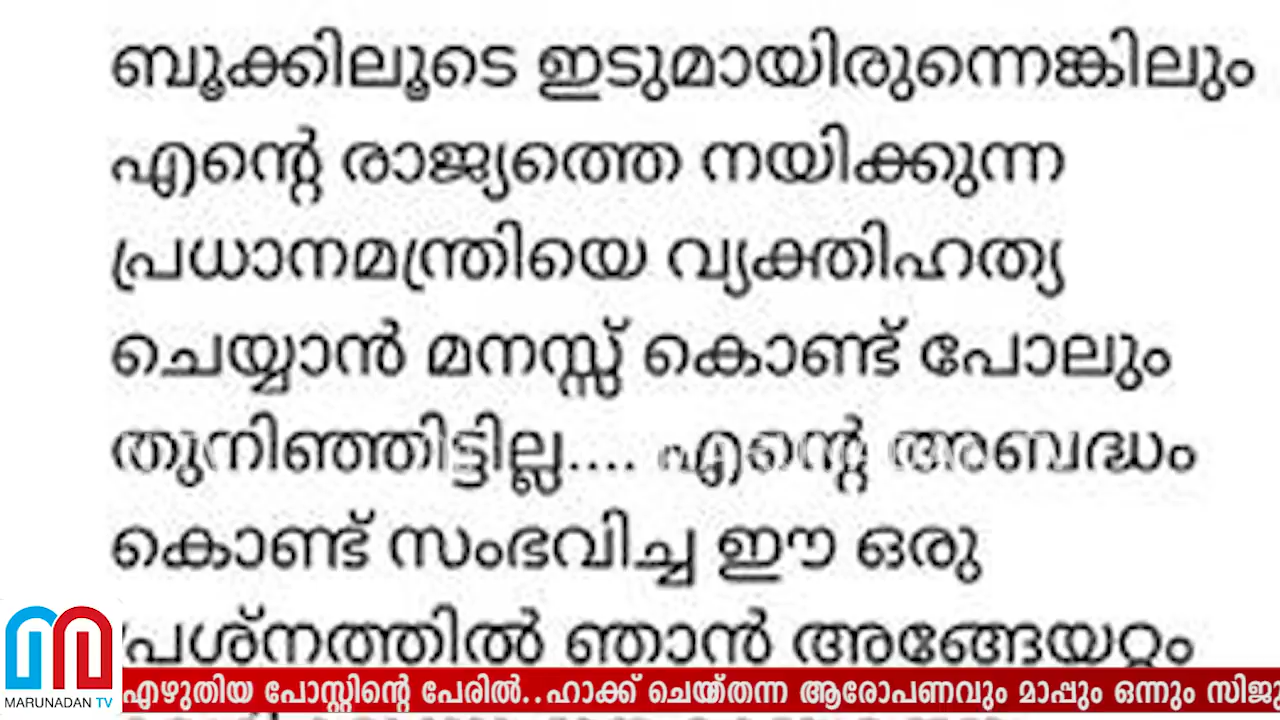 ബൂക്കിലൂടെ ഇടുമായിരുന്നെങ്കിലും
എന്റെ രാജ്യത്തെ നയിക്കുന്ന
പ്രധാനമന്ത്രിയെ വ്യക്തിഹത്യ
ചെയ്യാൻ മനസ്സ് കൊണ്ട് പോലും
തുനിഞ്ഞിട്ടില്ല.... എന്റെ അബദ്ധം
കൊണ്ട് സംഭവിച്ച ഈ ഒരു
പ്രശ്നത്തിൽ ഞാൻ അങ്ങേയറ്റം
MARUNADAN TV
എഴുതിയ പോസ്റ്റിന്റെ പേരിൽ..ഹാക്ക് ചെയ്തന്ന ആരോപണവും മാപ്പും ഒന്നും സിജു